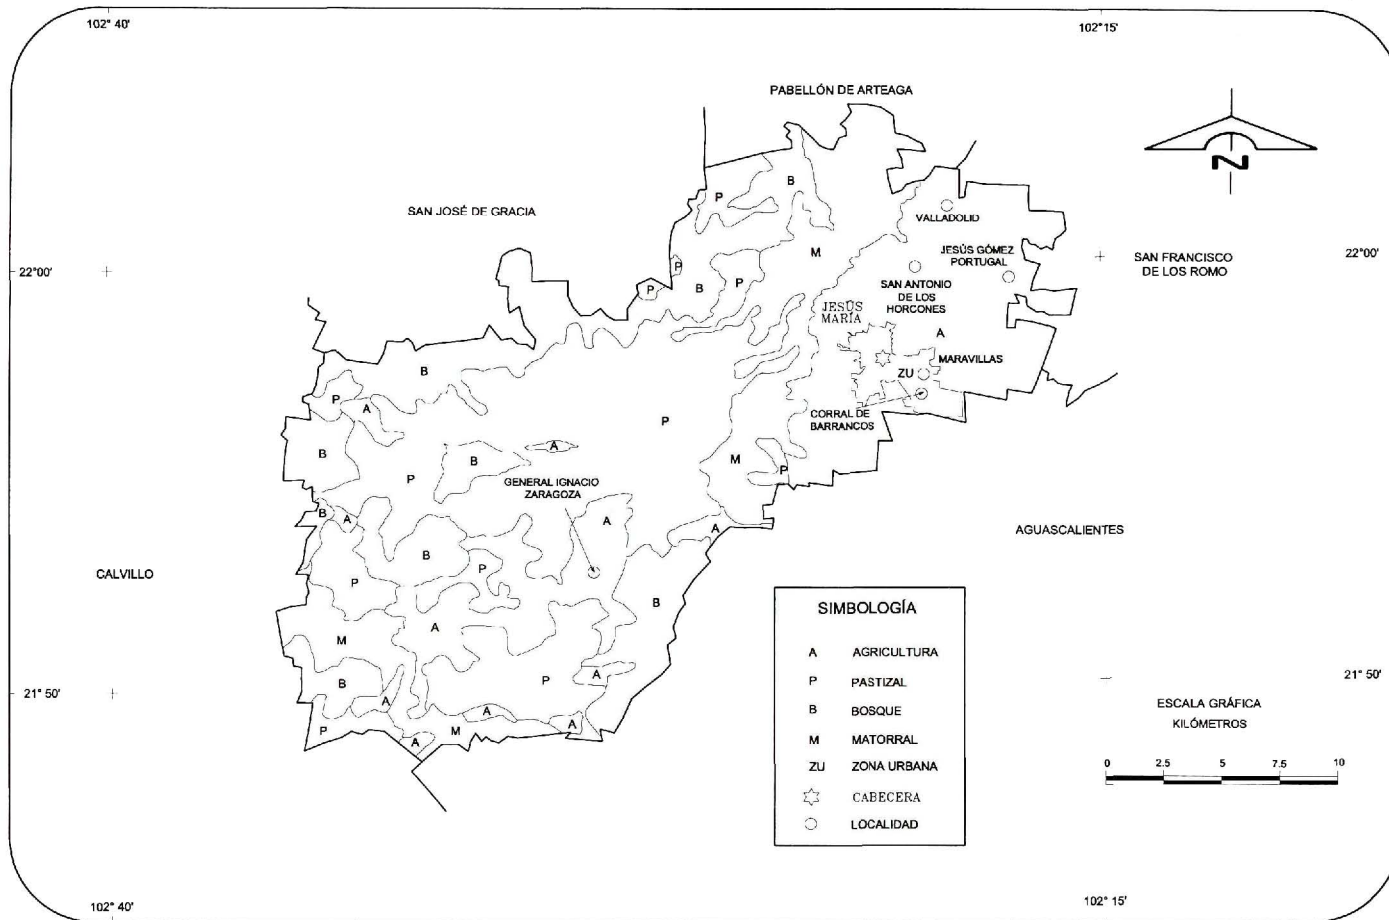 102° 40'
102° 15'
PABELLÓN DE ARTEAGA
B
P
SAN JOSÉ DE GRACIA
VALLADOLID
N
M
JESÚS GÓMEZ
PORTUGAL
SAN FRANCISCO
DE LOS ROMO
22°00'
22° 00'
P
P
B
P
SAN ANTONIO
DE LOS
HORCONES
JESÚS
MARÍA
A
MARAVILLAS
ZU
B
P
A
CORRAL DE
BARRANCOS
P
A
B
B
M
P
P
GENERAL IGNACIO
ZARAGOZA
B
A
A
A
AGUASCALIENTES
B
P
P
CALVILLO
B
A
M
B
P
A
A
A
A
P
M
A
21° 50'
21° 50'
SIMBOLOGÍA
A AGRICULTURA
P PASTIZAL
B BOSQUE
M MATORRAL
ZU ZONA URBANA
CABECERA
LOCALIDAD
ESCALA GRÁFICA
KILÓMETROS
0 2.5 5 7.5 10
102° 40'
102° 15'